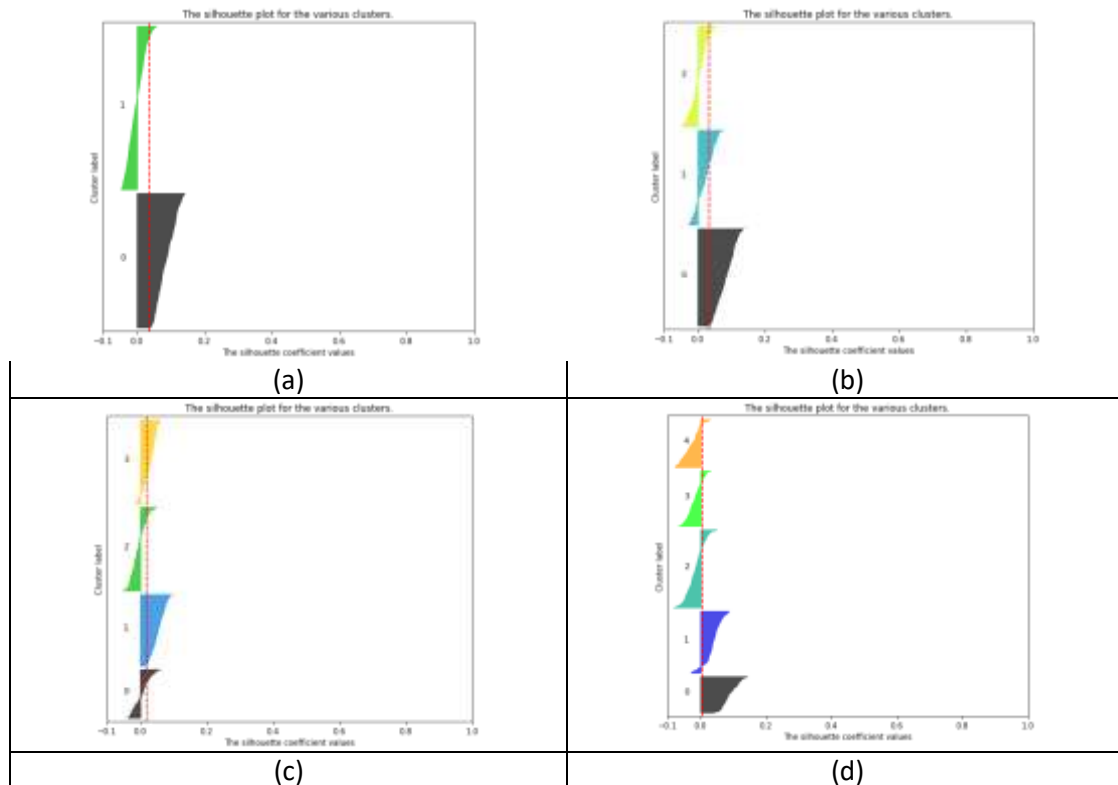 The silhouette plot for the various clusters.
Cluster label
1
0
-0.1 0.0 0.2 0.4 0.6 0.8 1.0
The silhouette coefficient values
(a)
The silhouette plot for the various clusters.
Cluster label
2
1
0
-0.1 0.0 0.2 0.4 0.6 0.8 1.0
The silhouette coefficient values
(b)
The silhouette plot for the various clusters.
Cluster label
3
2
1
0
-0.1 0.0 0.2 0.4 0.6 0.8 1.0
The silhouette coefficient values
(c)
The silhouette plot for the various clusters.
Cluster label
4
3
2
1
0
-0.1 0.0 0.2 0.4 0.6 0.8 1.0
The silhouette coefficient values
(d)